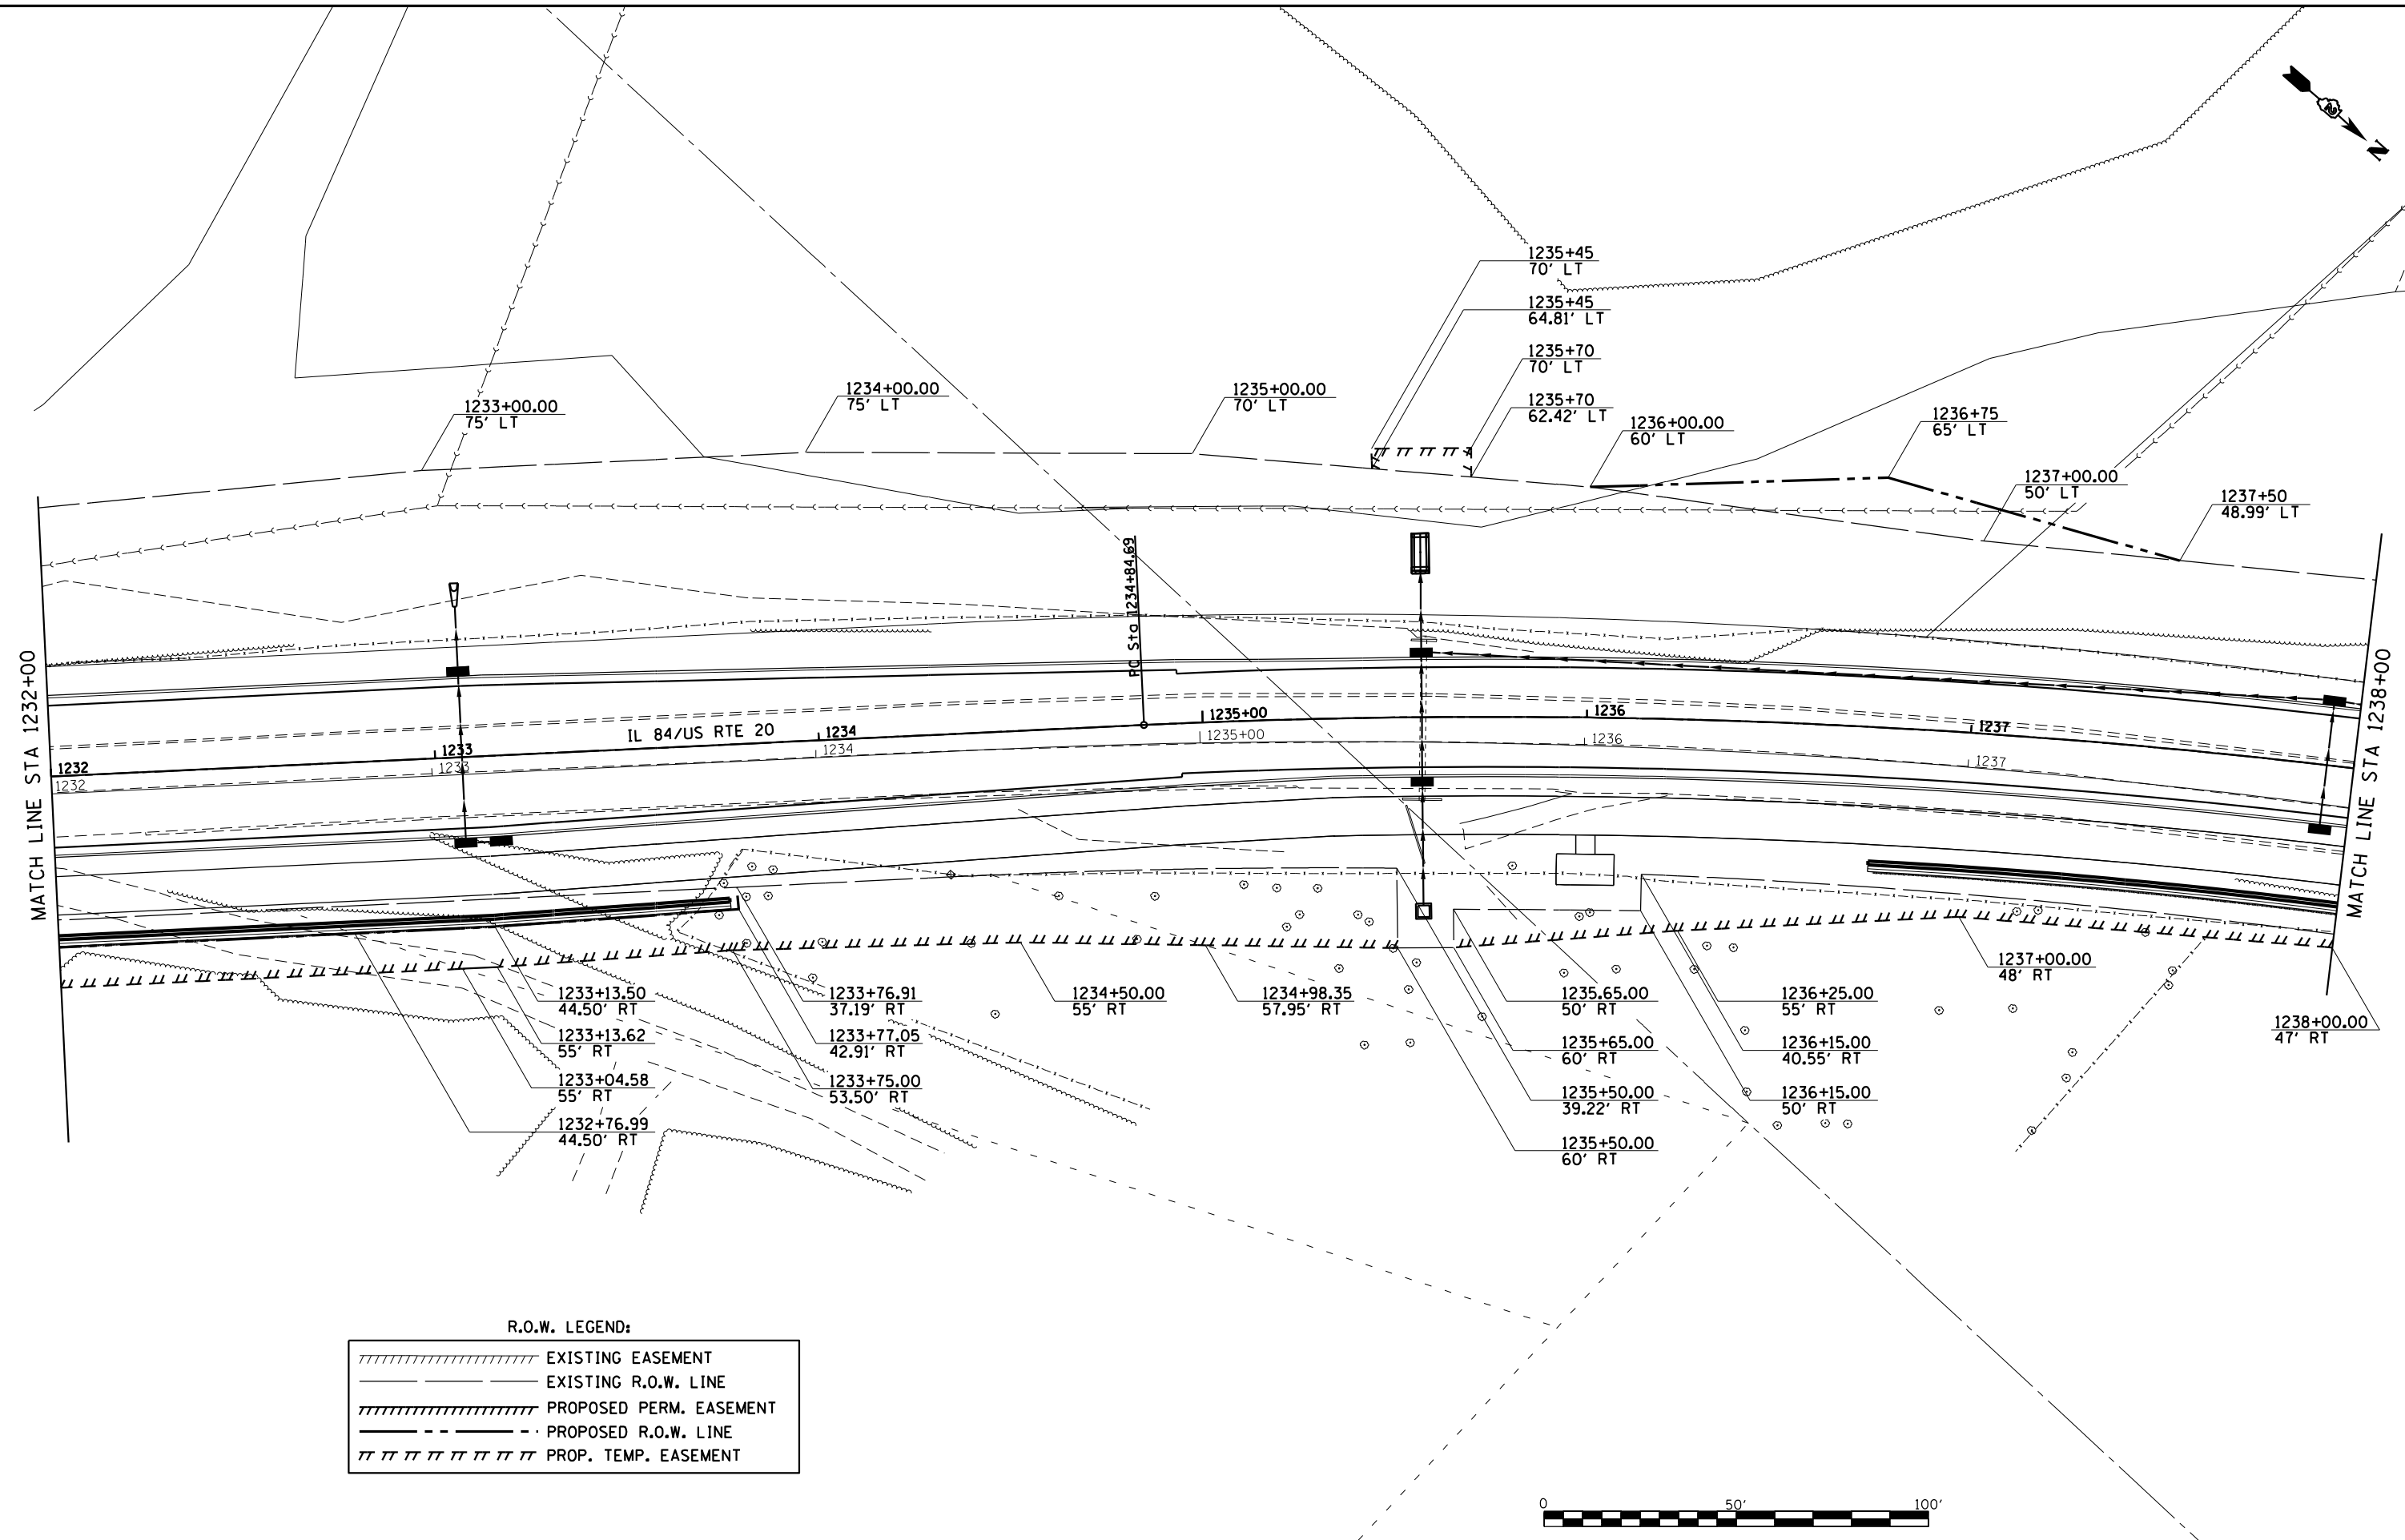 N
1235+45
70' LT
1235+45
64.81' LT
1235+70
70' LT
1235+70
62.42' LT
1233+00.00
75' LT
1234+00.00
75' LT
1235+00.00
70' LT
1236+00.00
60' LT
1236+75
65' LT
1237+00.00
50' LT
1237+50
48.99' LT
PC Sta 1234+84.69
MATCH LINE STA 1232+00
MATCH LINE STA 1238+00
IL 84/US RTE 20
1232
1233
1234
1235+00
1236
1237
1232
1233
1234
1235+00
1236
1237
1233+13.50
44.50' RT
1233+13.62
55' RT
1233+04.58
55' RT
1232+76.99
44.50' RT
1233+76.91
37.19' RT
1233+77.05
42.91' RT
1233+75.00
53.50' RT
1234+50.00
55' RT
1234+98.35
57.95' RT
1235.65.00
50' RT
1235+65.00
60' RT
1235+50.00
39.22' RT
1235+50.00
60' RT
1236+25.00
55' RT
1236+15.00
40.55' RT
1236+15.00
50' RT
1237+00.00
48' RT
1238+00.00
47' RT
R.O.W. LEGEND:
EXISTING EASEMENT
EXISTING R.O.W. LINE
PROPOSED PERM. EASEMENT
PROPOSED R.O.W. LINE
PROP. TEMP. EASEMENT
0 50' 100'